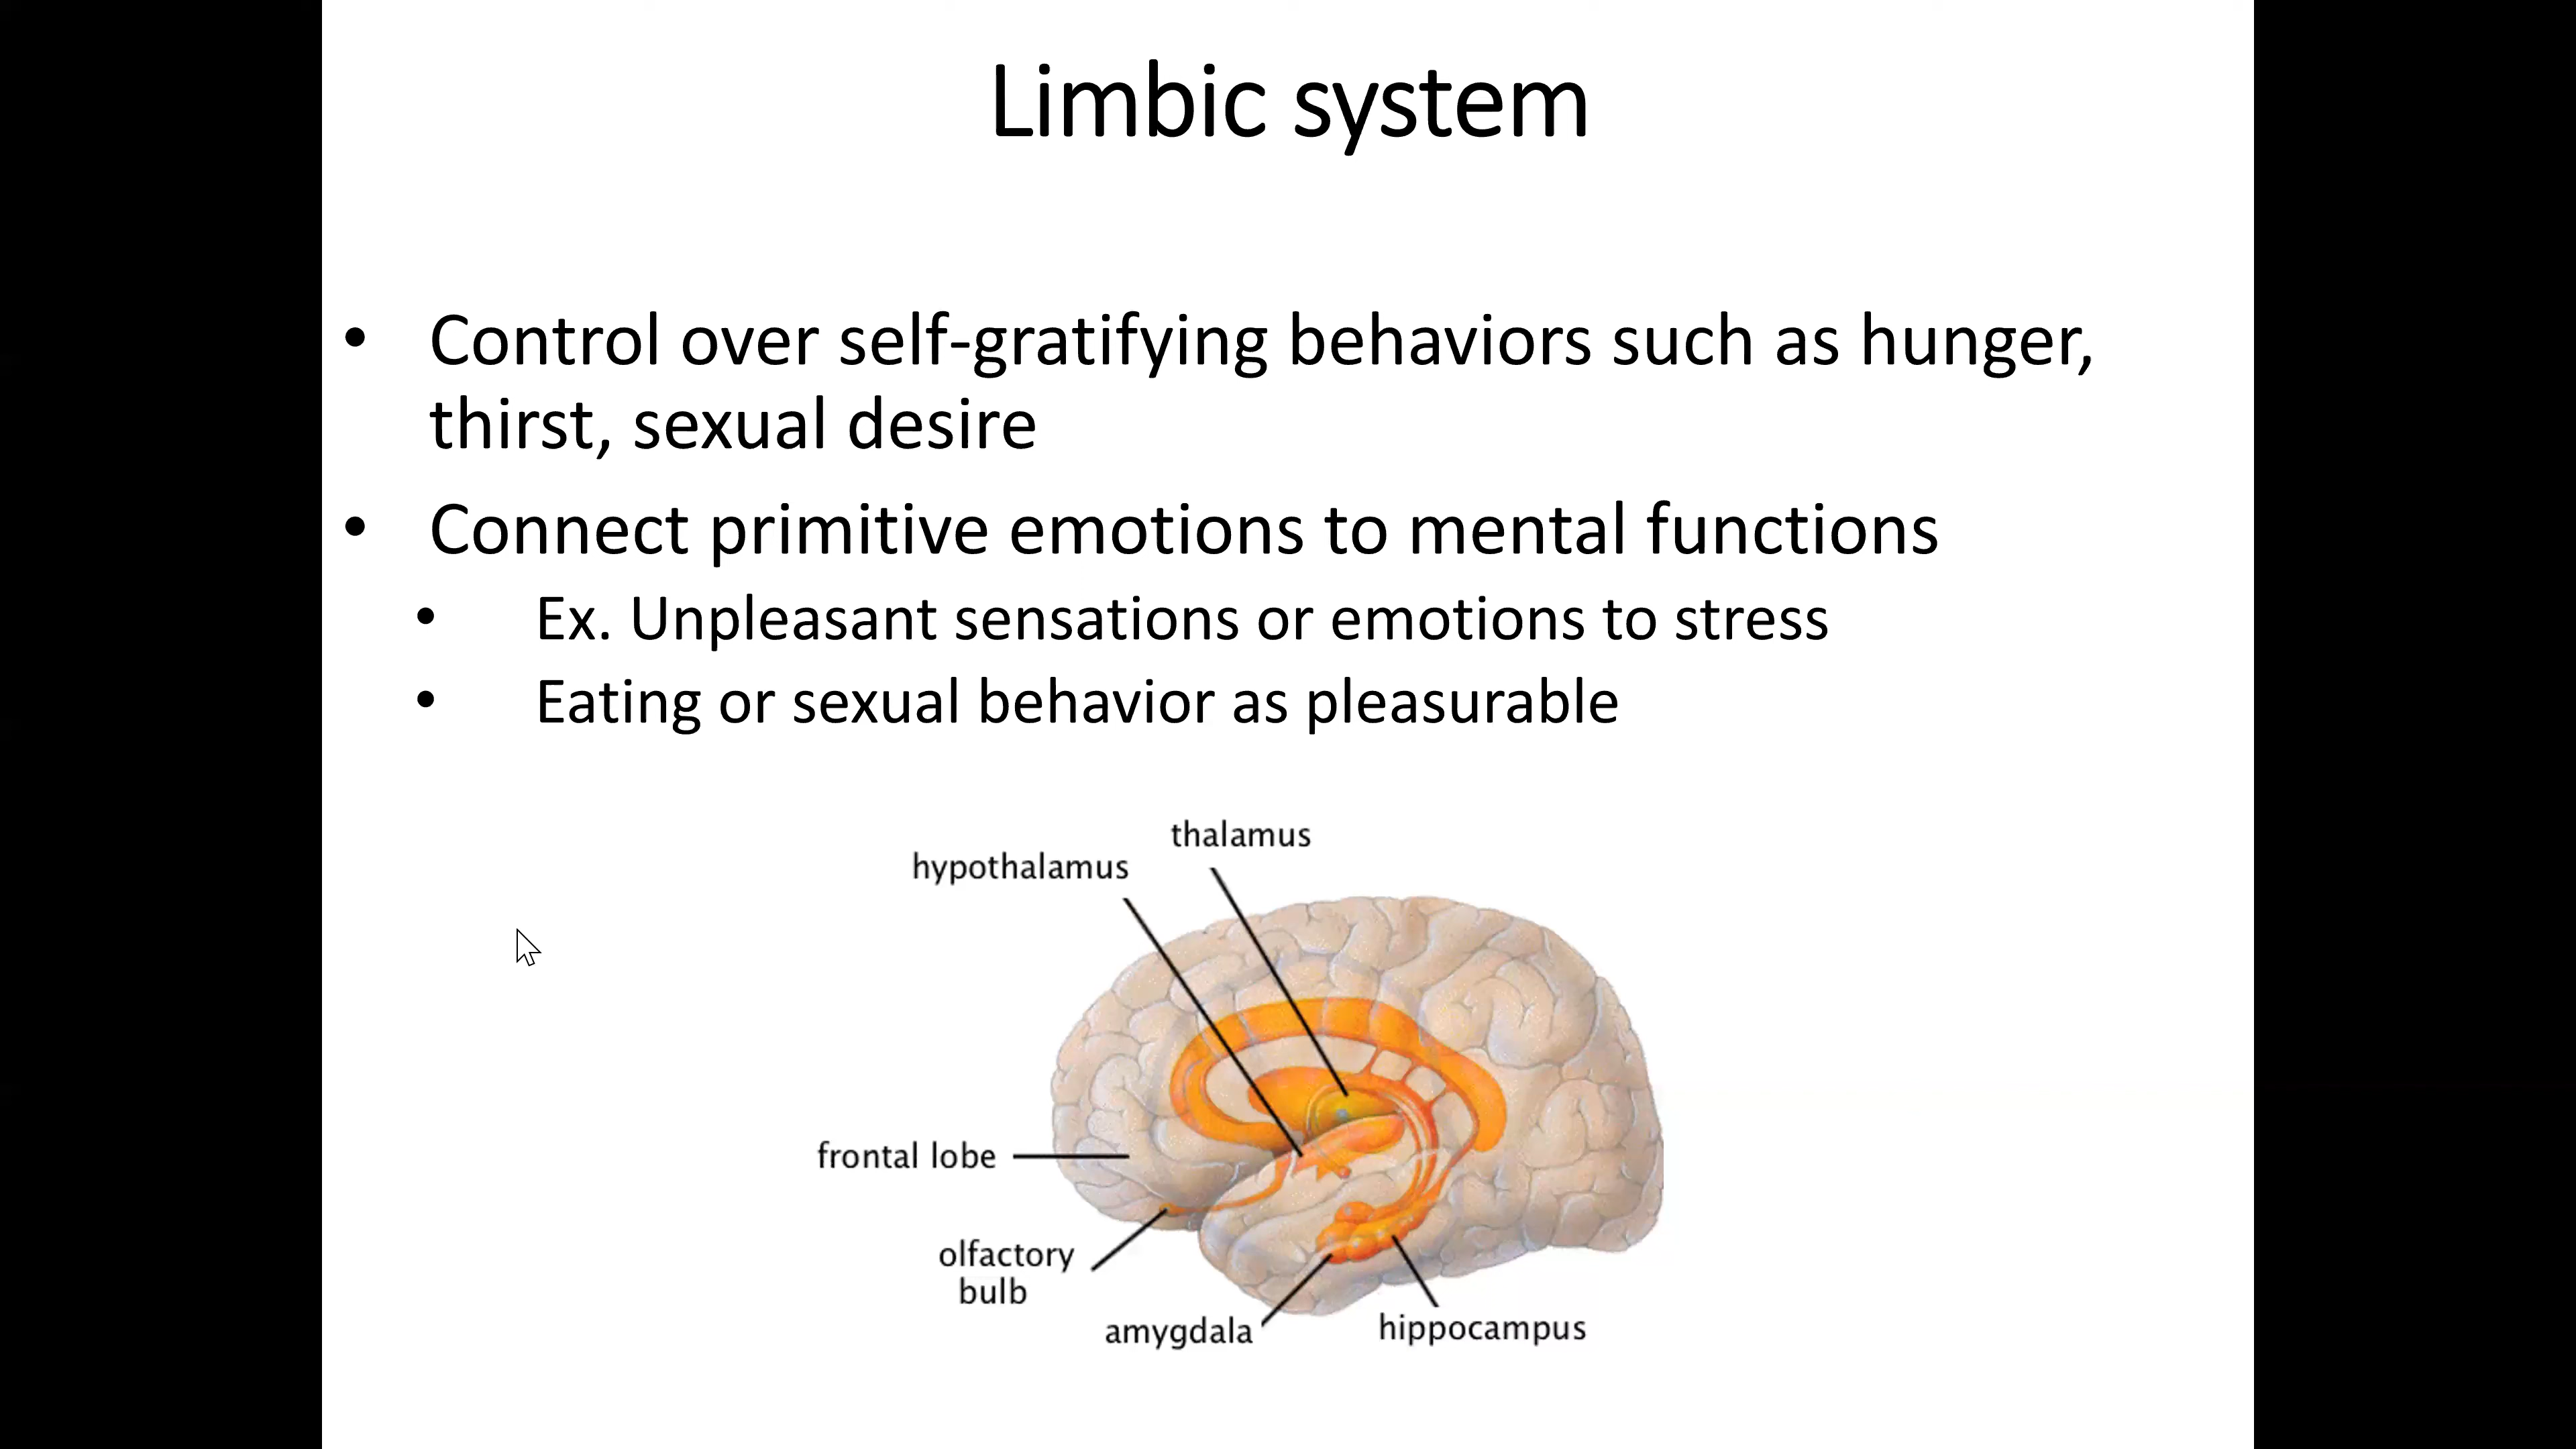 Limbic system
• Control over self-gratifying behaviors such as hunger,
thirst, sexual desire
• Connect primitive emotions to mental functions
• Ex. Unpleasant sensations or emotions to stress
• Eating or sexual behavior as pleasurable
thalamus
hypothalamus
frontal lobe
olfactory
bulb
amygdala
hippocampus